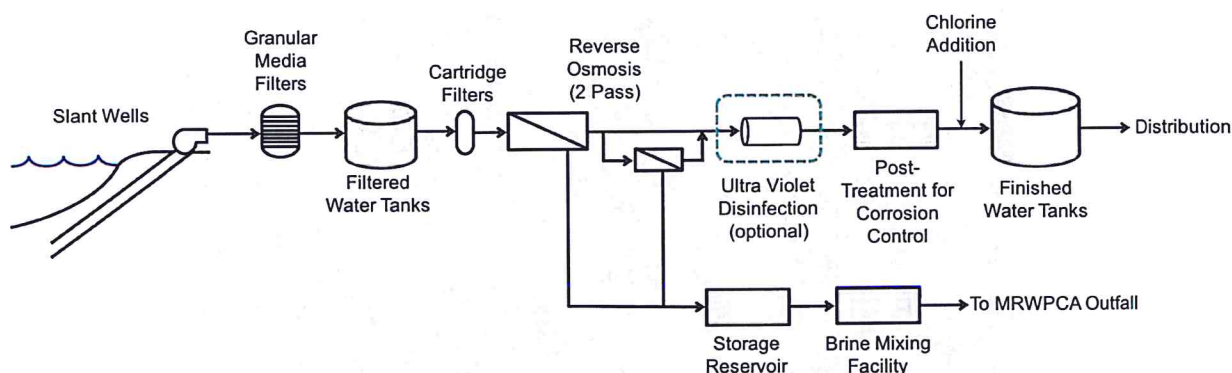 Slant Wells
Granular
Media
Filters
Filtered
Water Tanks
Cartridge
Filters
Reverse
Osmosis
(2 Pass)
Ultra Violet
Disinfection
(optional)
Post-
Treatment for
Corrosion
Control
Chlorine
Addition
Finished
Water Tanks
Distribution
Storage
Reservoir
Brine Mixing
Facility
To MRWPCA Outfall